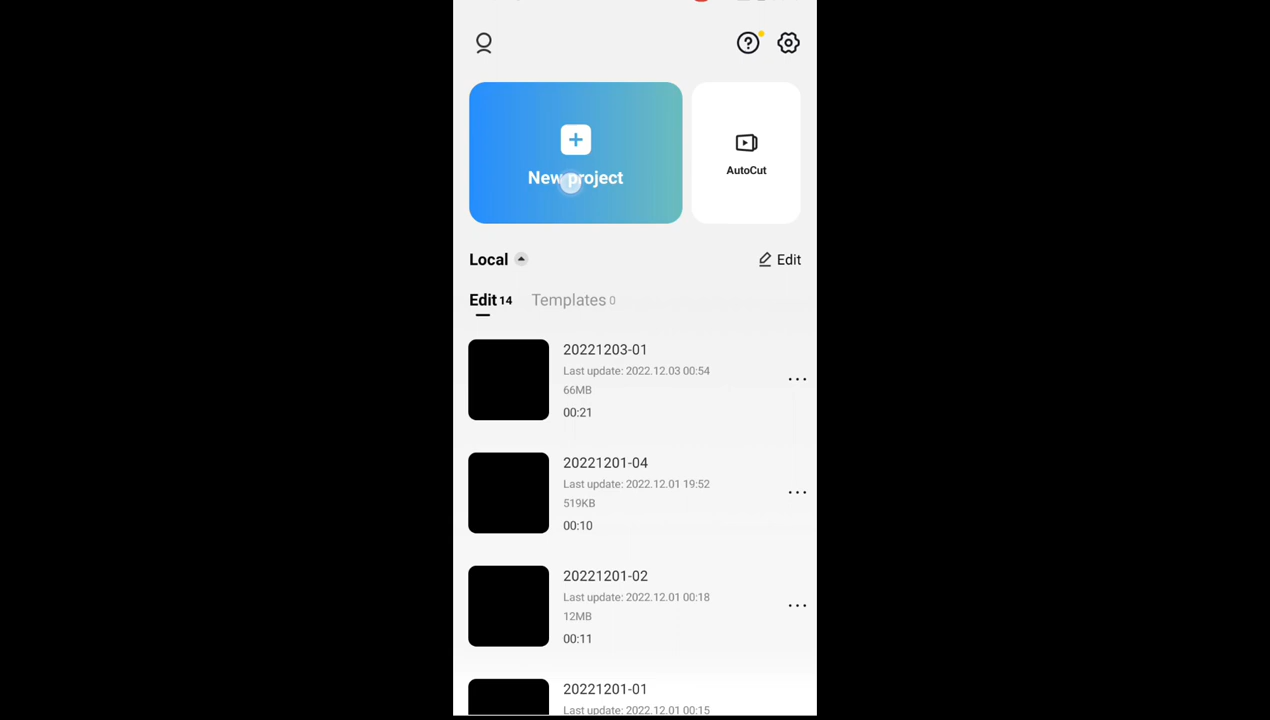 New project
AutoCut
Local
Edit
Edit 14
Templates 0
20221203-01
Last update: 2022.12.03 00:54
66MB
00:21
20221201-04
Last update: 2022.12.01 19:52
519KB
00:10
20221201-02
Last update: 2022.12.01 00:18
12MB
00:11
20221201-01
Last update: 2022.12.01 00:15